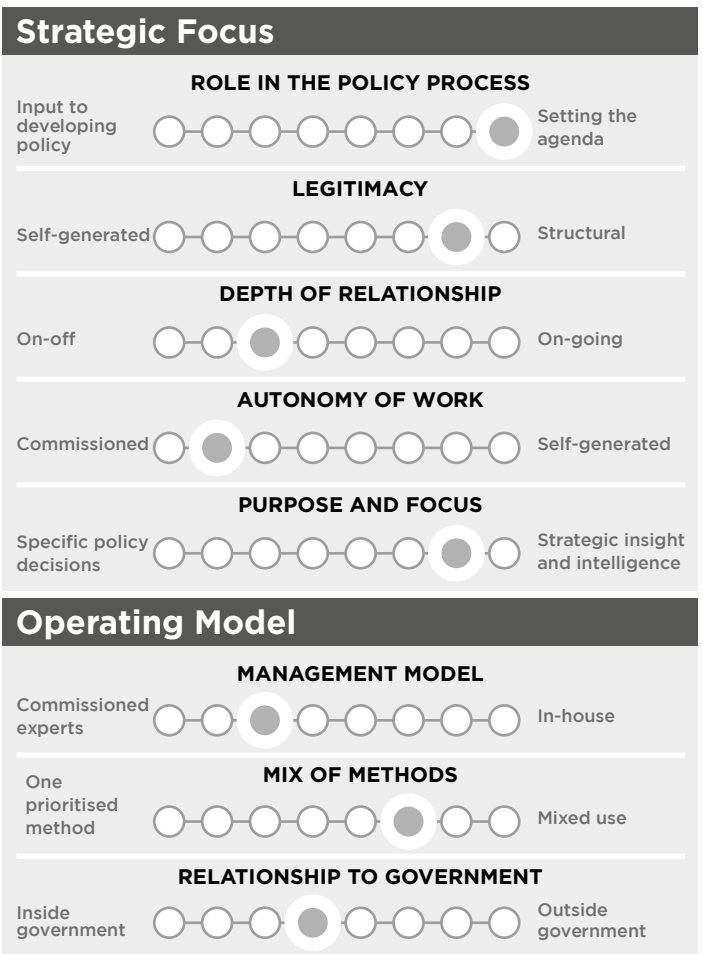 Strategic Focus
ROLE IN THE POLICY PROCESS
Input to
developing
policy
Setting the
agenda
LEGITIMACY
Self-generated
Structural
DEPTH OF RELATIONSHIP
On-off
On-going
AUTONOMY OF WORK
Commissioned
Self-generated
PURPOSE AND FOCUS
Specific policy
decisions
Strategic insight
and intelligence
Operating Model
MANAGEMENT MODEL
Commissioned
experts
In-house
MIX OF METHODS
One
prioritised
method
Mixed use
RELATIONSHIP TO GOVERNMENT
Inside
government
Outside
government